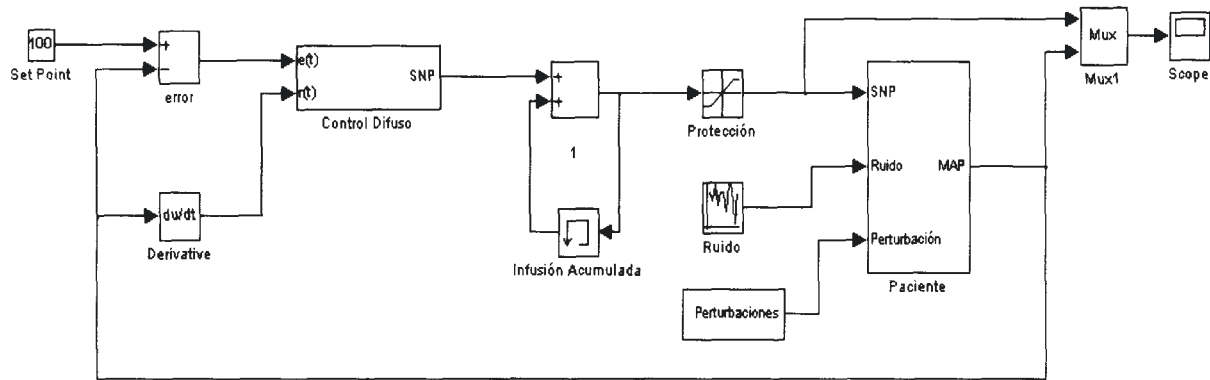 100
Set Point
+
−
error
e(t)
r(t)
SNP
Control Difuso
du/dt
Derivative
+
+
1
Infusión Acumulada
Protección
Ruido
Perturbaciones
SNP
Ruido
Perturbación
MAP
Paciente
Mux
Mux1
Scope